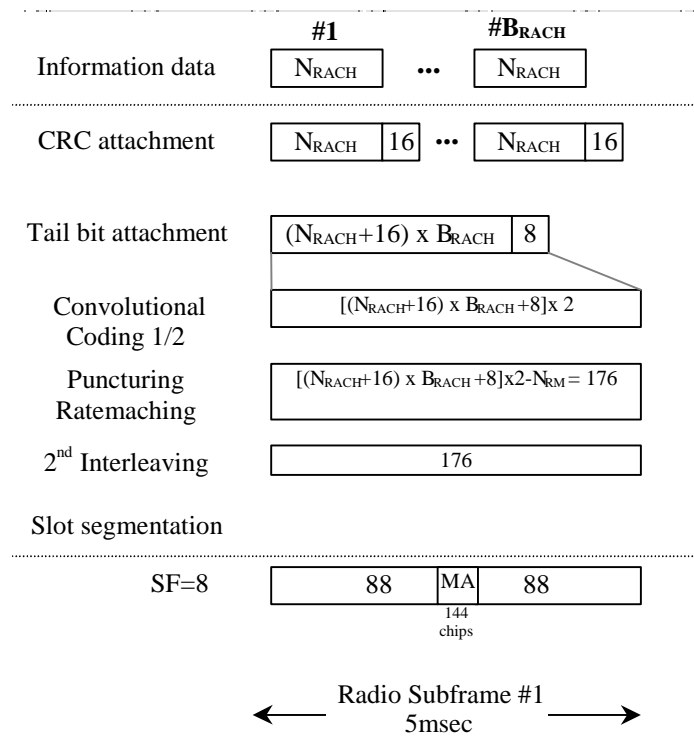 #1 #BRACH
Information data NRACH ... NRACH
CRC attachment NRACH 16 ... NRACH 16
Tail bit attachment (NRACH+16) x BRACH 8
Convolutional
Coding 1/2
[(NRACH+16) x BRACH+8]x 2
Puncturing
Ratemaching
[(NRACH+16) x BRACH+8]x2-NRM = 176
2nd Interleaving 176
Slot segmentation
SF=8 88 MA 88
144
chips
Radio Subframe #1
5msec